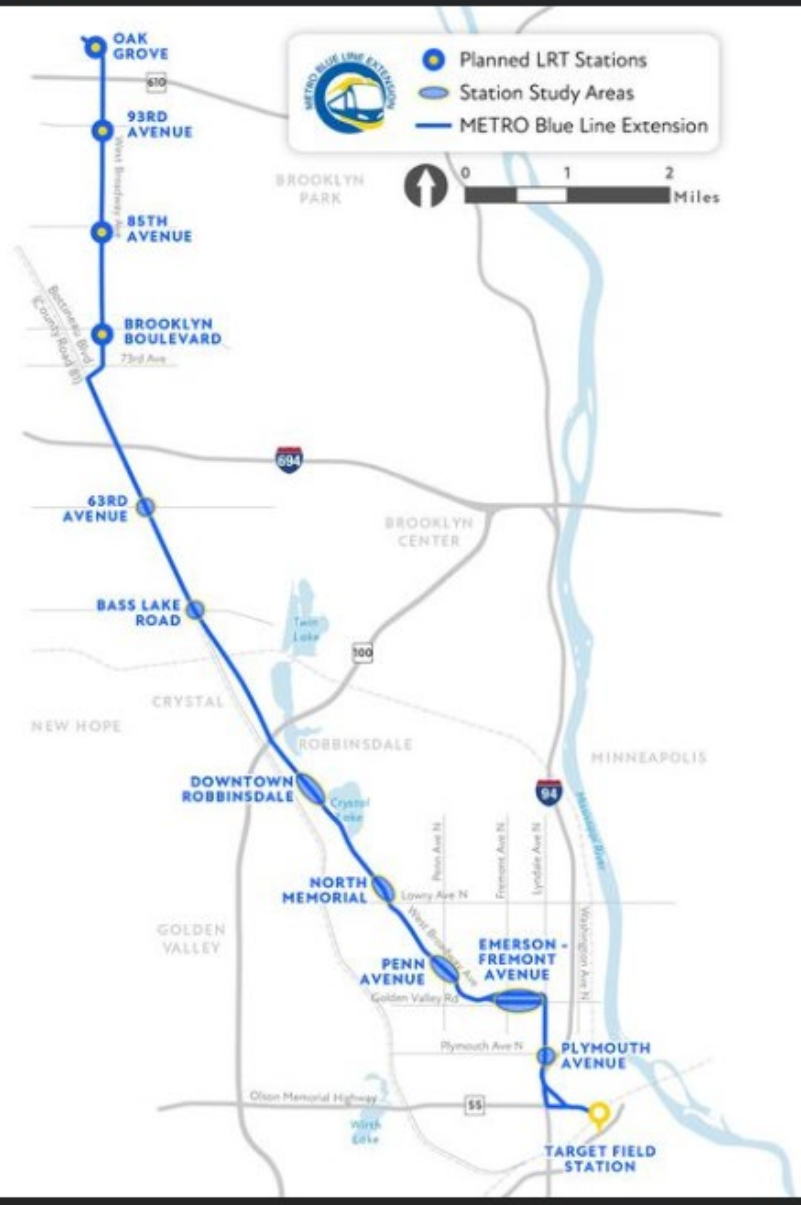 OAK
GROVE
610
METRO BLUE LINE EXTENSION
Planned LRT Stations
Station Study Areas
METRO Blue Line Extension
0 1 2
Miles
93RD
AVENUE
West Broadway Ave
BROOKLYN
PARK
85TH
AVENUE
Bottineau Blvd
(County Road 81)
BROOKLYN
BOULEVARD
73rd Ave
694
63RD
AVENUE
BROOKLYN
CENTER
BASS LAKE
ROAD
Twin
Lake
100
CRYSTAL
NEW HOPE
ROBBINSDALE
MINNEAPOLIS
DOWNTOWN
ROBBINSDALE
Crystal
Lake
94
Mississippi River
Penn Ave N
Fremont Ave N
Lyndale Ave N
NORTH
MEMORIAL
Lowry Ave N
West Broadway Ave
Washington Ave N
GOLDEN
VALLEY
PENN
AVENUE
EMERSON -
FREMONT
AVENUE
Golden Valley Rd
Plymouth Ave N
PLYMOUTH
AVENUE
Olson Memorial Highway
55
Wirth
Lake
TARGET FIELD
STATION